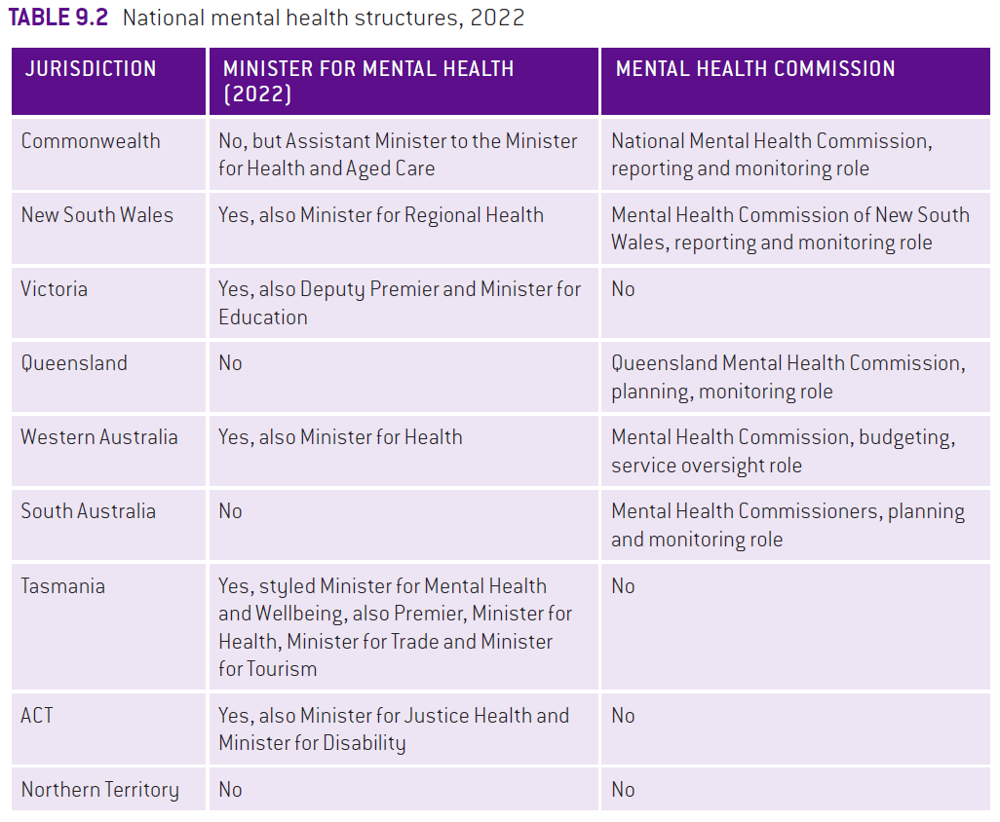 TABLE 9.2 National mental health structures, 2022
JURISDICTION
MINISTER FOR MENTAL HEALTH
(2022)
MENTAL HEALTH COMMISSION
Commonwealth
No, but Assistant Minister to the Minister
for Health and Aged Care
National Mental Health Commission,
reporting and monitoring role
New South Wales
Yes, also Minister for Regional Health
Mental Health Commission of New South
Wales, reporting and monitoring role
Victoria
Yes, also Deputy Premier and Minister for
Education
No
Queensland
No
Queensland Mental Health Commission,
planning, monitoring role
Western Australia
Yes, also Minister for Health
Mental Health Commission, budgeting,
service oversight role
South Australia
No
Mental Health Commissioners, planning
and monitoring role
Tasmania
Yes, styled Minister for Mental Health
and Wellbeing, also Premier, Minister for
Health, Minister for Trade and Minister
for Tourism
No
ACT
Yes, also Minister for Justice Health and
Minister for Disability
No
Northern Territory
No
No